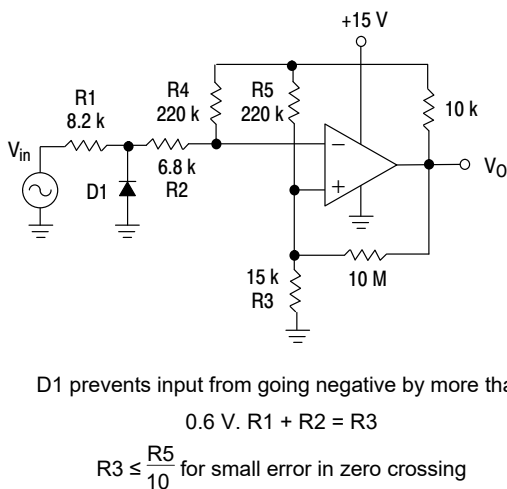 +15 V
R4
220 k
R5
220 k
10 k
R1
8.2 k
Vin
6.8 k
R2
D1
−
+
VO
15 k
R3
10 M
D1 prevents input from going negative by more tha
0.6 V. R1 + R2 = R3
R3 ≤ R5/10 for small error in zero crossing